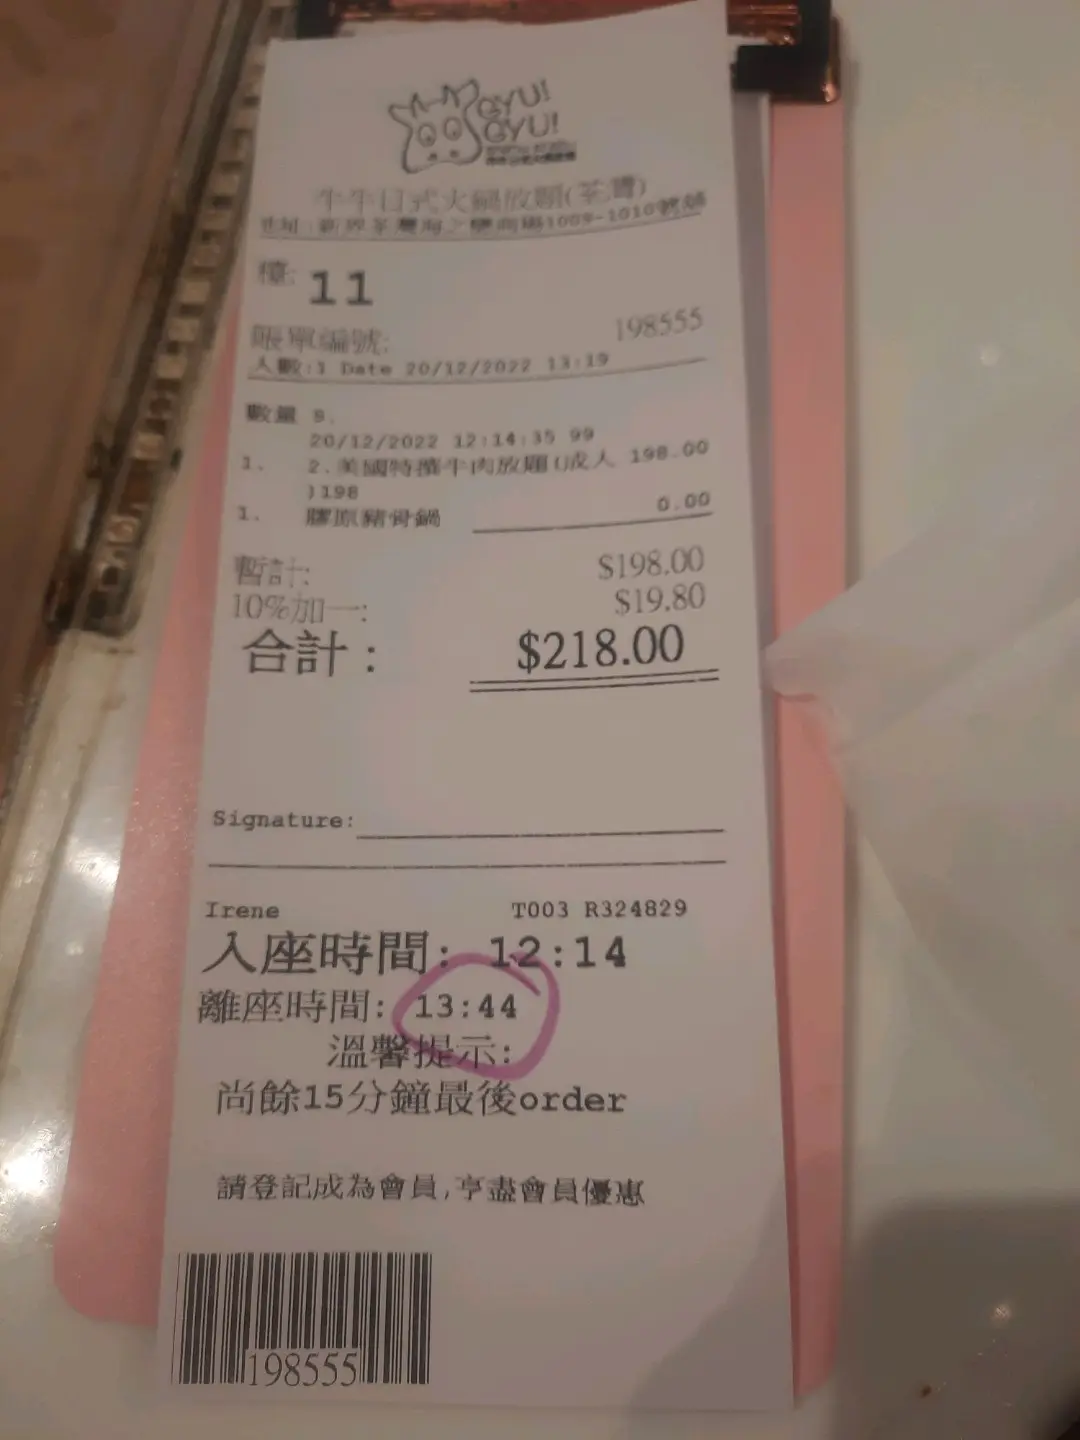 GYU!
GYU!
牛牛日式火鍋放題(荃灣)
地址:新界荃灣海之戀商場1009-1010號舖
檯: 11
賬單編號: 198555
人數:1 Date 20/12/2022 13:19
數量 9.
20/12/2022 12:14:35 99
1. 2.美國特選牛肉放題(成人 198.00
)198
1. 膠原豬骨鍋 0.00
暫計: $198.00
10%加一: $19.80
合計: $218.00
Signature:
Irene T003 R324829
入座時間: 12:14
離座時間: 13:44
溫馨提示:
尚餘15分鐘最後order
請登記成為會員,亨盡會員優惠
198555